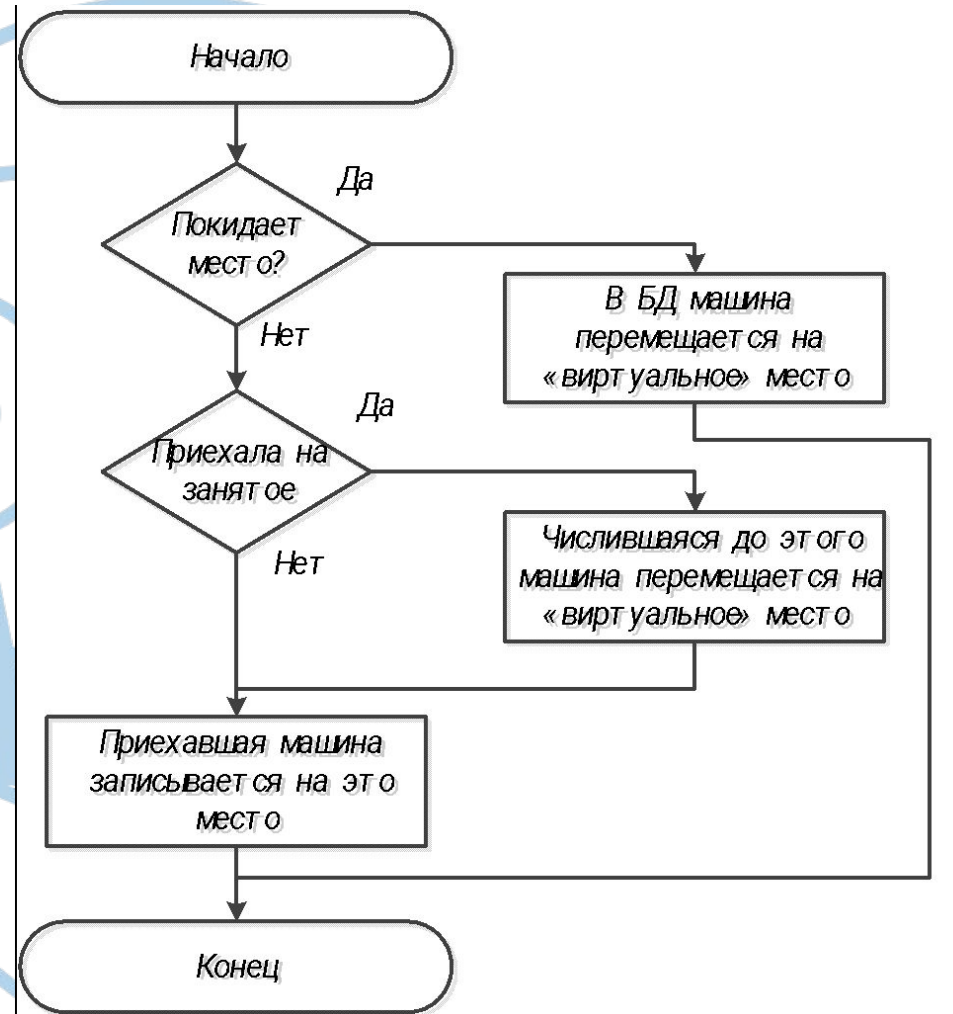 Начало
Да
Покидает
место?
В БД машина
перемещается на
«виртуальное» место
Нет
Да
Приехала на
занятое
Числившаяся до этого
машина перемещается на
«виртуальное» место
Нет
Приехавшая машина
записывается на это
место
Конец